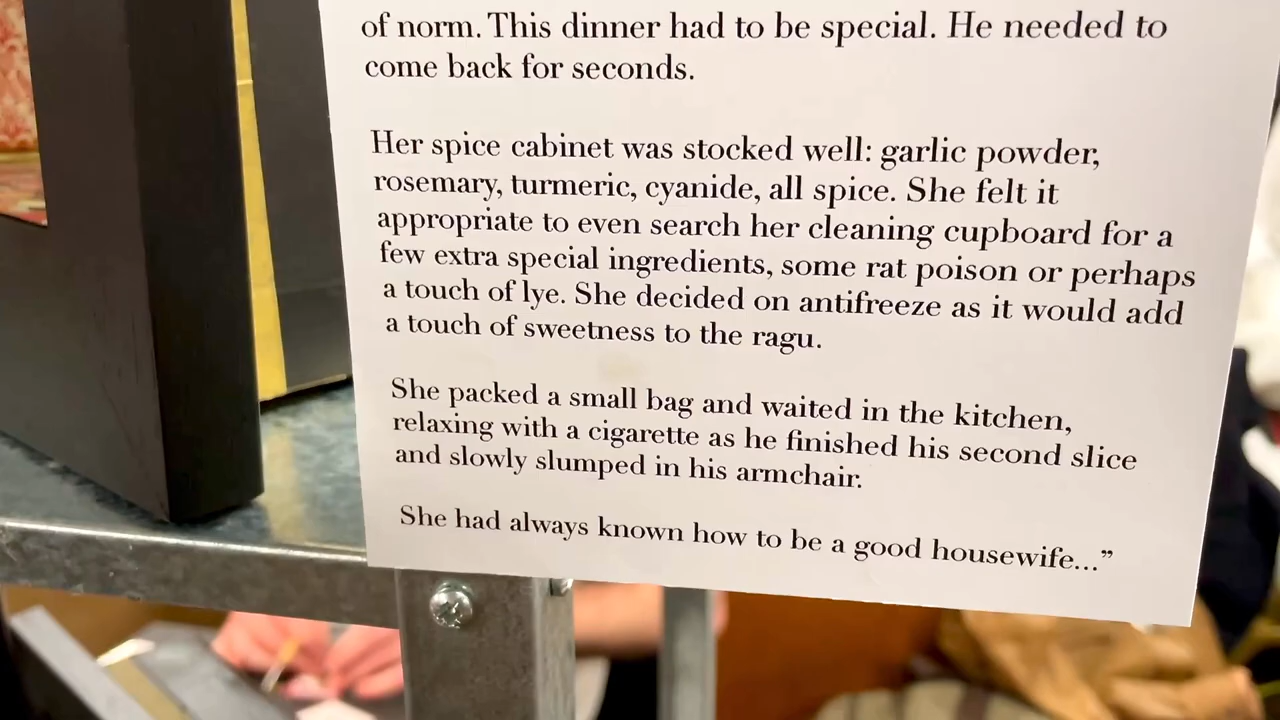 of norm. This dinner had to be special. He needed to
come back for seconds.
Her spice cabinet was stocked well: garlic powder,
rosemary, turmeric, cyanide, all spice. She felt it
appropriate to even search her cleaning cupboard for a
few extra special ingredients, some rat poison or perhaps
a touch of lye. She decided on antifreeze as it would add
a touch of sweetness to the ragu.
She packed a small bag and waited in the kitchen,
relaxing with a cigarette as he finished his second slice
and slowly slumped in his armchair.
She had always known how to be a good housewife...”